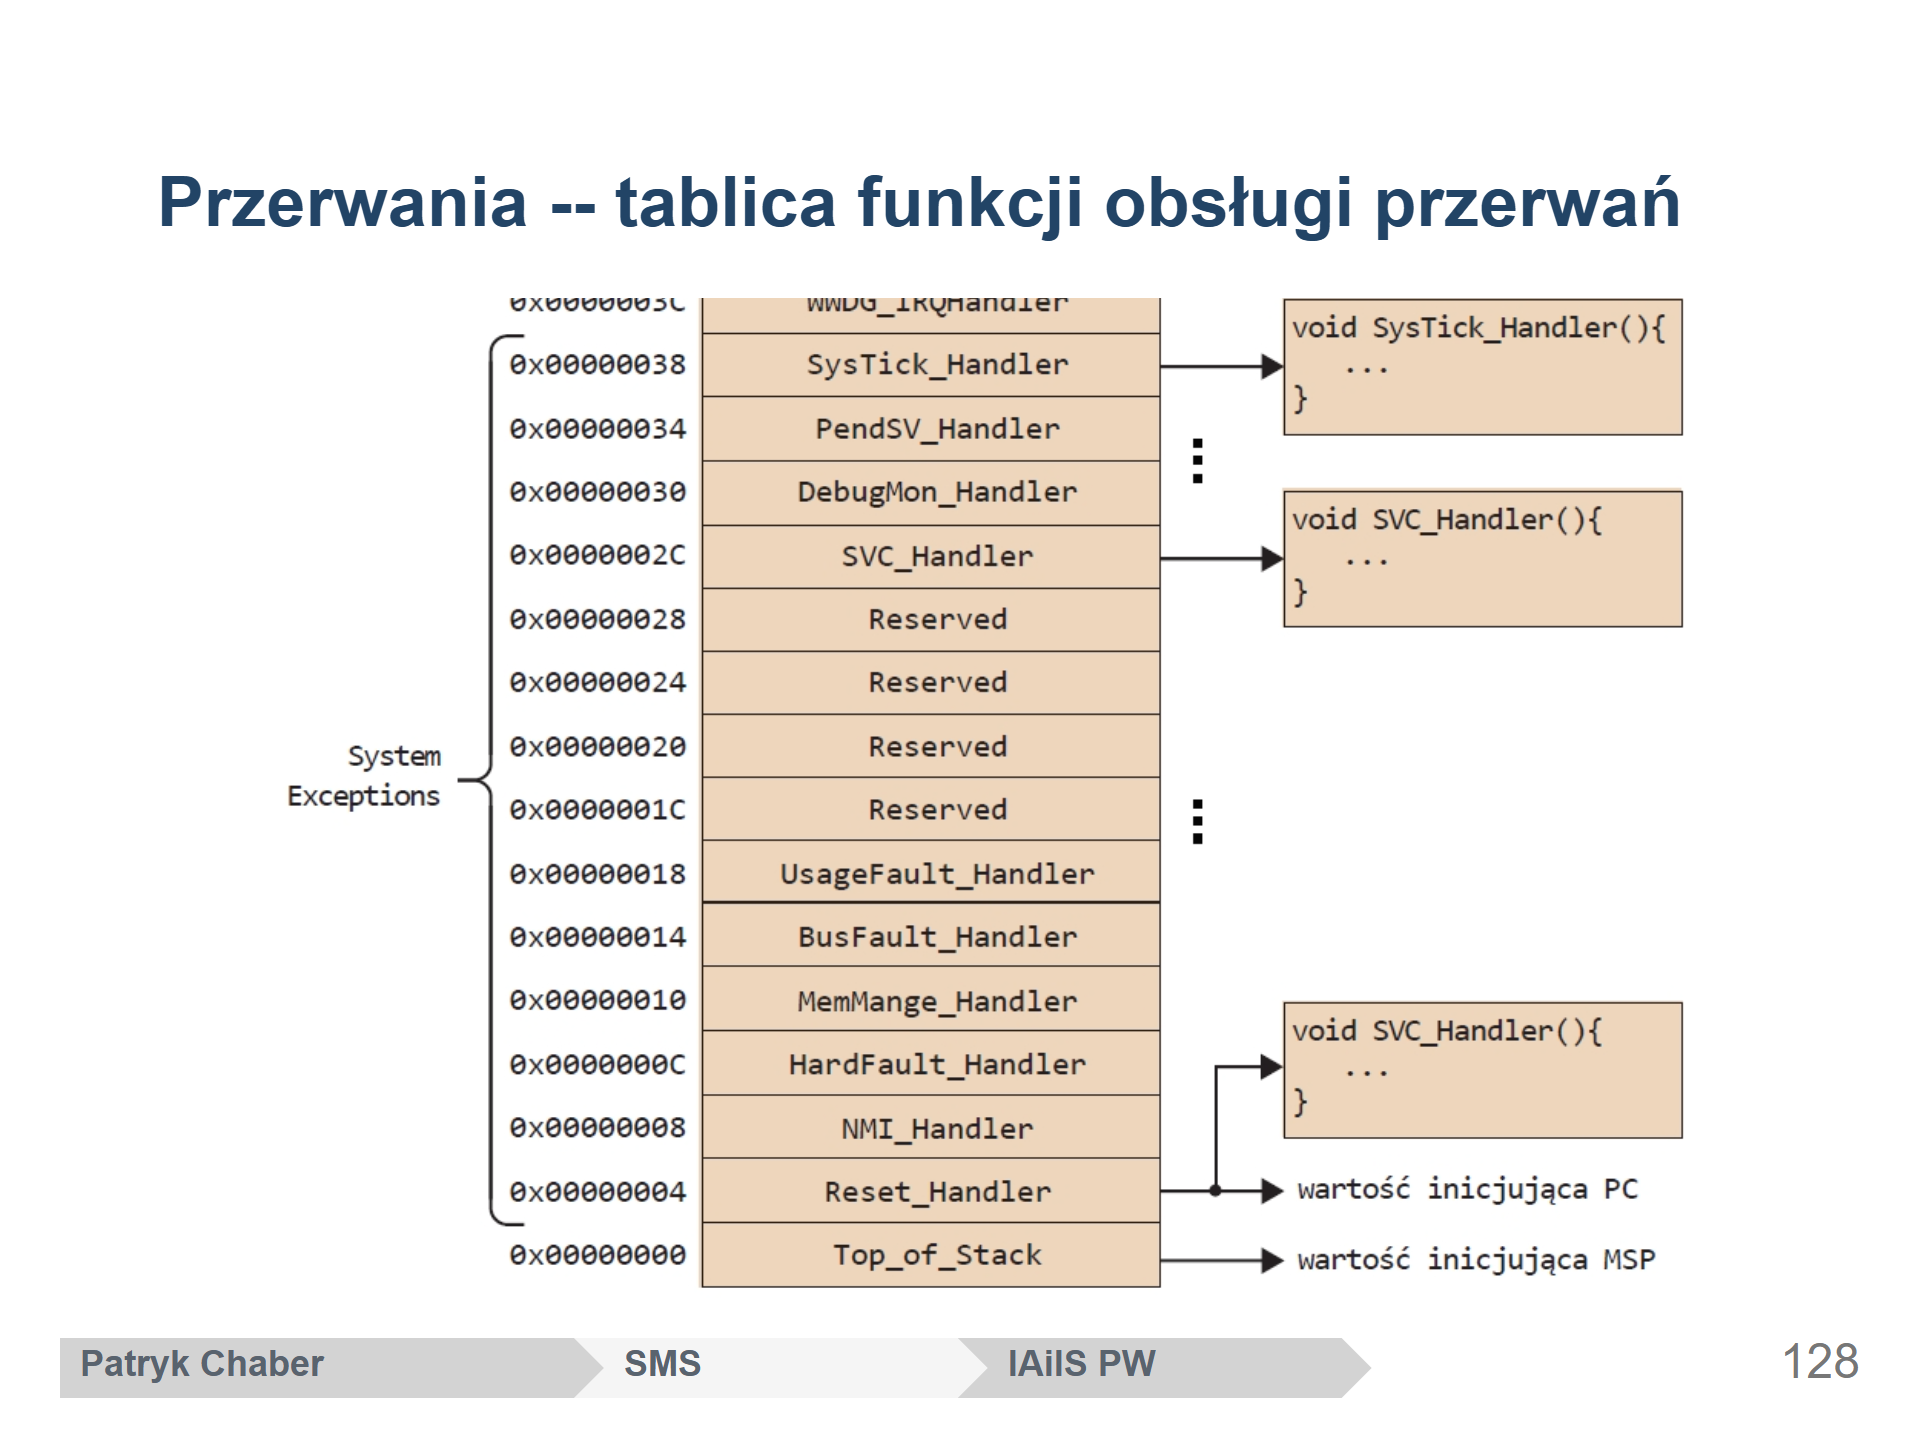 Przerwania -- tablica funkcji obsługi przerwań
0x0000003C WWDG_IRQHandler
0x00000038 SysTick_Handler
0x00000034 PendSV_Handler
0x00000030 DebugMon_Handler
0x0000002C SVC_Handler
0x00000028 Reserved
0x00000024 Reserved
0x00000020 Reserved
0x0000001C Reserved
0x00000018 UsageFault_Handler
0x00000014 BusFault_Handler
0x00000010 MemMange_Handler
0x0000000C HardFault_Handler
0x00000008 NMI_Handler
0x00000004 Reset_Handler
0x00000000 Top_of_Stack
System
Exceptions
void SysTick_Handler(){
...
}
void SVC_Handler(){
...
}
void SVC_Handler(){
...
}
wartość inicjująca PC
wartość inicjująca MSP
Patryk Chaber
SMS
IAiIS PW
128